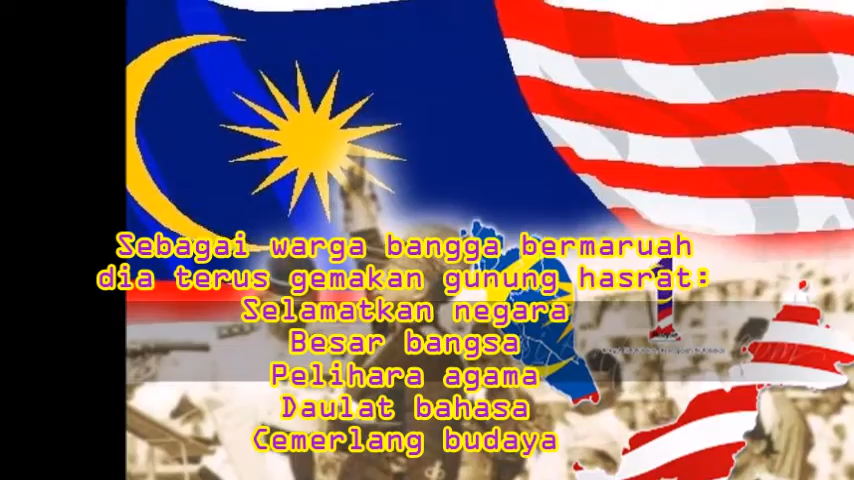 Sebagai warga bangga bermaruah
dia terus gemakan gunung hasrat:
Selamatkan negara
Besar bangsa
Pelihara agama
Daulat bahasa
Cemerlang budaya
1